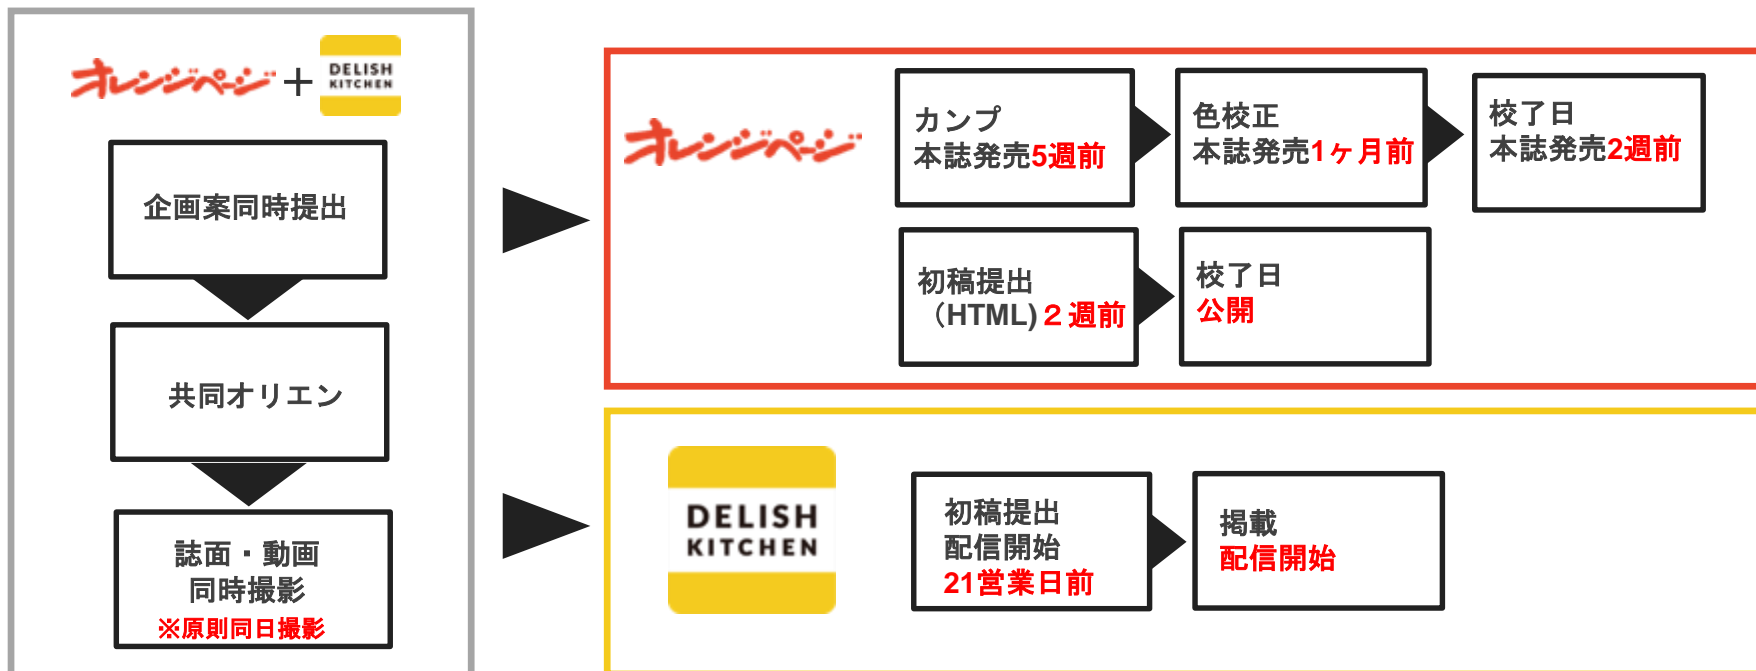 オレンジページ + DELISH KITCHEN
企画案同時提出
共同オリエン
誌面・動画
同時撮影
※原則同日撮影
オレンジページ
カンプ
本誌発売5週前
色校正
本誌発売1ヶ月前
校了日
本誌発売2週前
初稿提出
（HTML)２週前
校了日
公開
DELISH
KITCHEN
初稿提出
配信開始
21営業日前
掲載
配信開始